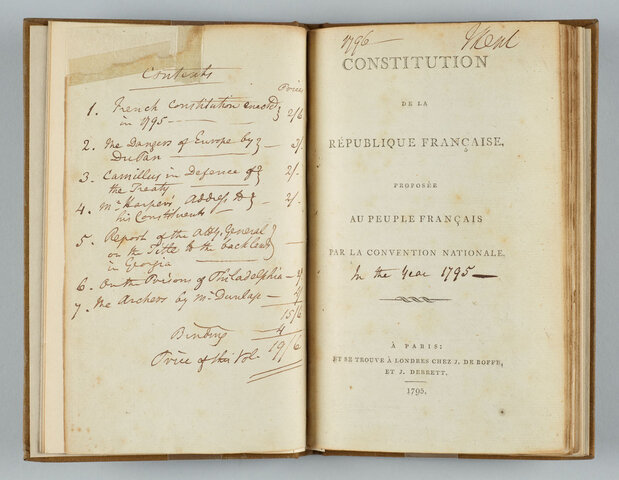 Contents
Price
1. French Constitution enacted
in 1795 2/6
2. The Dangers of Europe by
DuPan
3. Camillus in Defence of
the Treaty 2/.
4. Mr Harper's Address to
his Constituents 2/.
5. Report of the Atty. General
on the Title to the back land
in Georgia
6. On the Prisons of Philadelphia
7. The Archers by Mr Dunlap
15/6
Binding 4
Price of this Vol. 19/6
1796
CONSTITUTION
DE LA
RÉPUBLIQUE FRANÇAISE,
PROPOSÉE
AU PEUPLE FRANÇAIS
PAR LA CONVENTION NATIONALE,
In the Year 1795
À PARIS:
ET SE TROUVE À LONDRES CHEZ J. DE BOFFE,
ET J. DEBRETT.
1795.